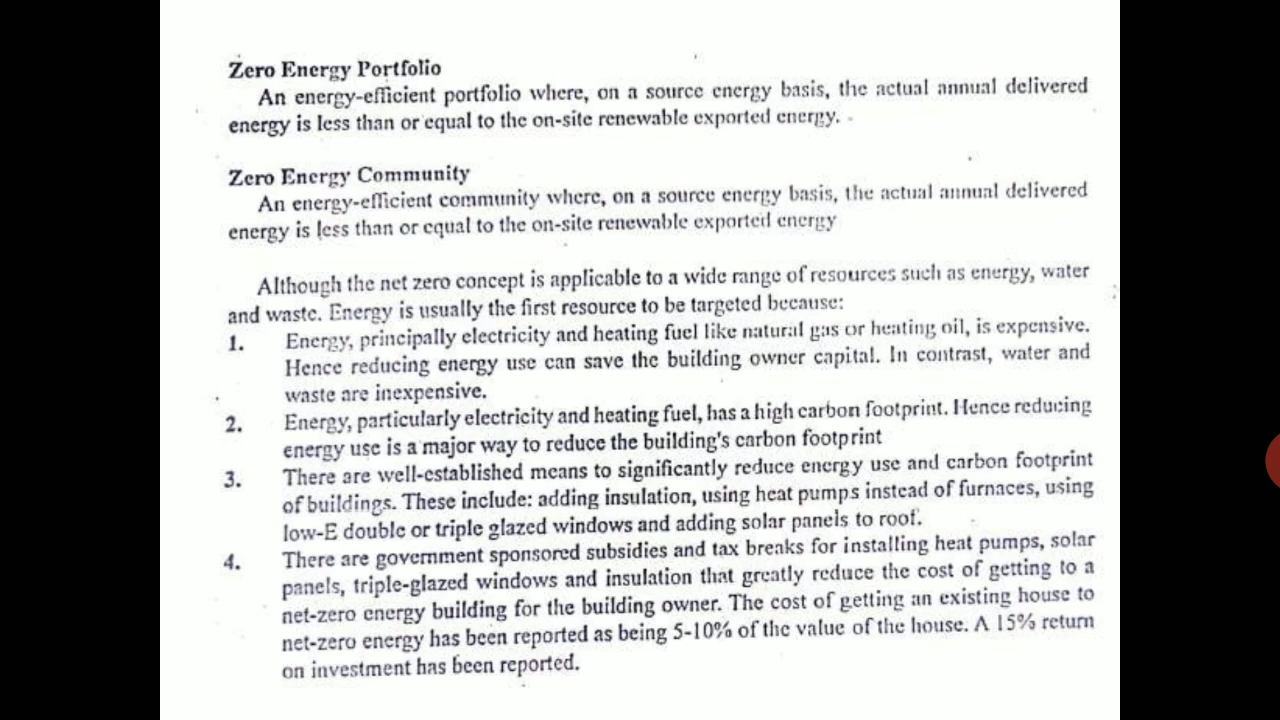 Zero Energy Portfolio
An energy-efficient portfolio where, on a source energy basis, the actual annual delivered
energy is less than or equal to the on-site renewable exported energy.
Zero Energy Community
An energy-efficient community where, on a source energy basis, the actual annual delivered
energy is less than or equal to the on-site renewable exported energy
Although the net zero concept is applicable to a wide range of resources such as energy, water
and waste. Energy is usually the first resource to be targeted because:
1. Energy, principally electricity and heating fuel like natural gas or heating oil, is expensive.
Hence reducing energy use can save the building owner capital. In contrast, water and
waste are inexpensive.
2. Energy, particularly electricity and heating fuel, has a high carbon footprint. Hence reducing
energy use is a major way to reduce the building's carbon footprint
3. There are well-established means to significantly reduce energy use and carbon footprint
of buildings. These include: adding insulation, using heat pumps instead of furnaces, using
low-E double or triple glazed windows and adding solar panels to roof.
4. There are government sponsored subsidies and tax breaks for installing heat pumps, solar
panels, triple-glazed windows and insulation that greatly reduce the cost of getting to a
net-zero energy building for the building owner. The cost of getting an existing house to
net-zero energy has been reported as being 5-10% of the value of the house. A 15% return
on investment has been reported.